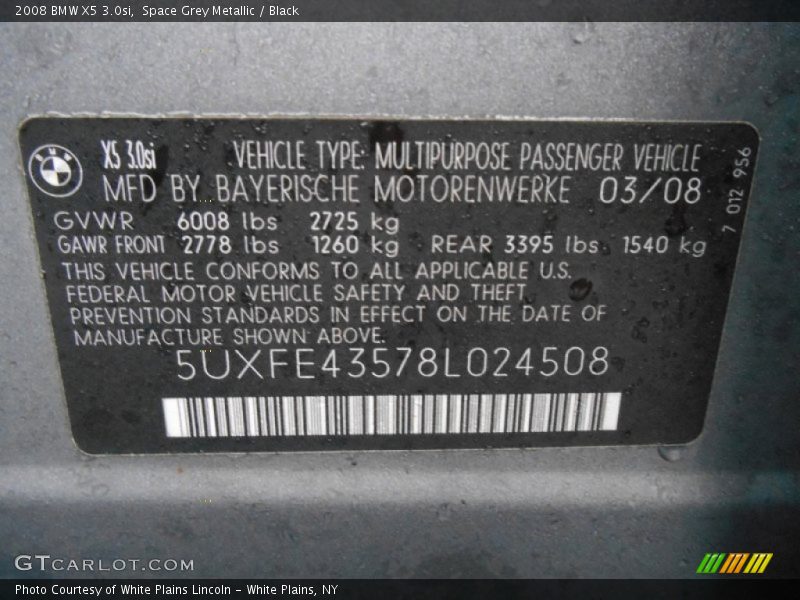 2008 BMW X5 3.0si, Space Grey Metallic / Black
BMW
X5 3.0si VEHICLE TYPE: MULTIPURPOSE PASSENGER VEHICLE
MFD BY BAYERISCHE MOTORENWERKE 03/08
7 012 956
GVWR 6008 lbs 2725 kg
GAWR FRONT 2778 lbs 1260 kg REAR 3395 lbs 1540 kg
THIS VEHICLE CONFORMS TO ALL APPLICABLE U.S.
FEDERAL MOTOR VEHICLE SAFETY AND THEFT
PREVENTION STANDARDS IN EFFECT ON THE DATE OF
MANUFACTURE SHOWN ABOVE.
5UXFE43578L024508
GTCARLOT.COM
Photo Courtesy of White Plains Lincoln - White Plains, NY